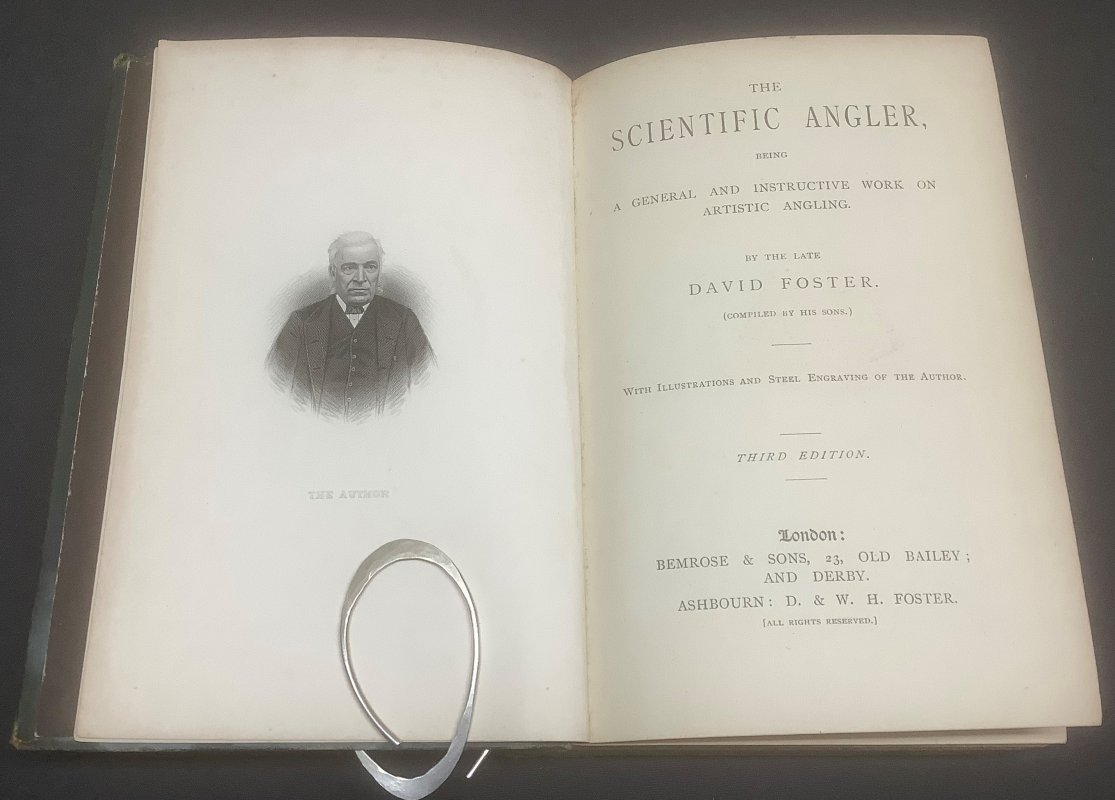 THE AUTHOR
THE
SCIENTIFIC ANGLER,
BEING
A GENERAL AND INSTRUCTIVE WORK ON
ARTISTIC ANGLING.
BY THE LATE
DAVID FOSTER.
(COMPILED BY HIS SONS.)
WITH ILLUSTRATIONS AND STEEL ENGRAVING OF THE AUTHOR.
THIRD EDITION.
London:
BEMROSE & SONS, 23, OLD BAILEY;
AND DERBY.
ASHBOURN: D. & W. H. FOSTER.
[ALL RIGHTS RESERVED.]